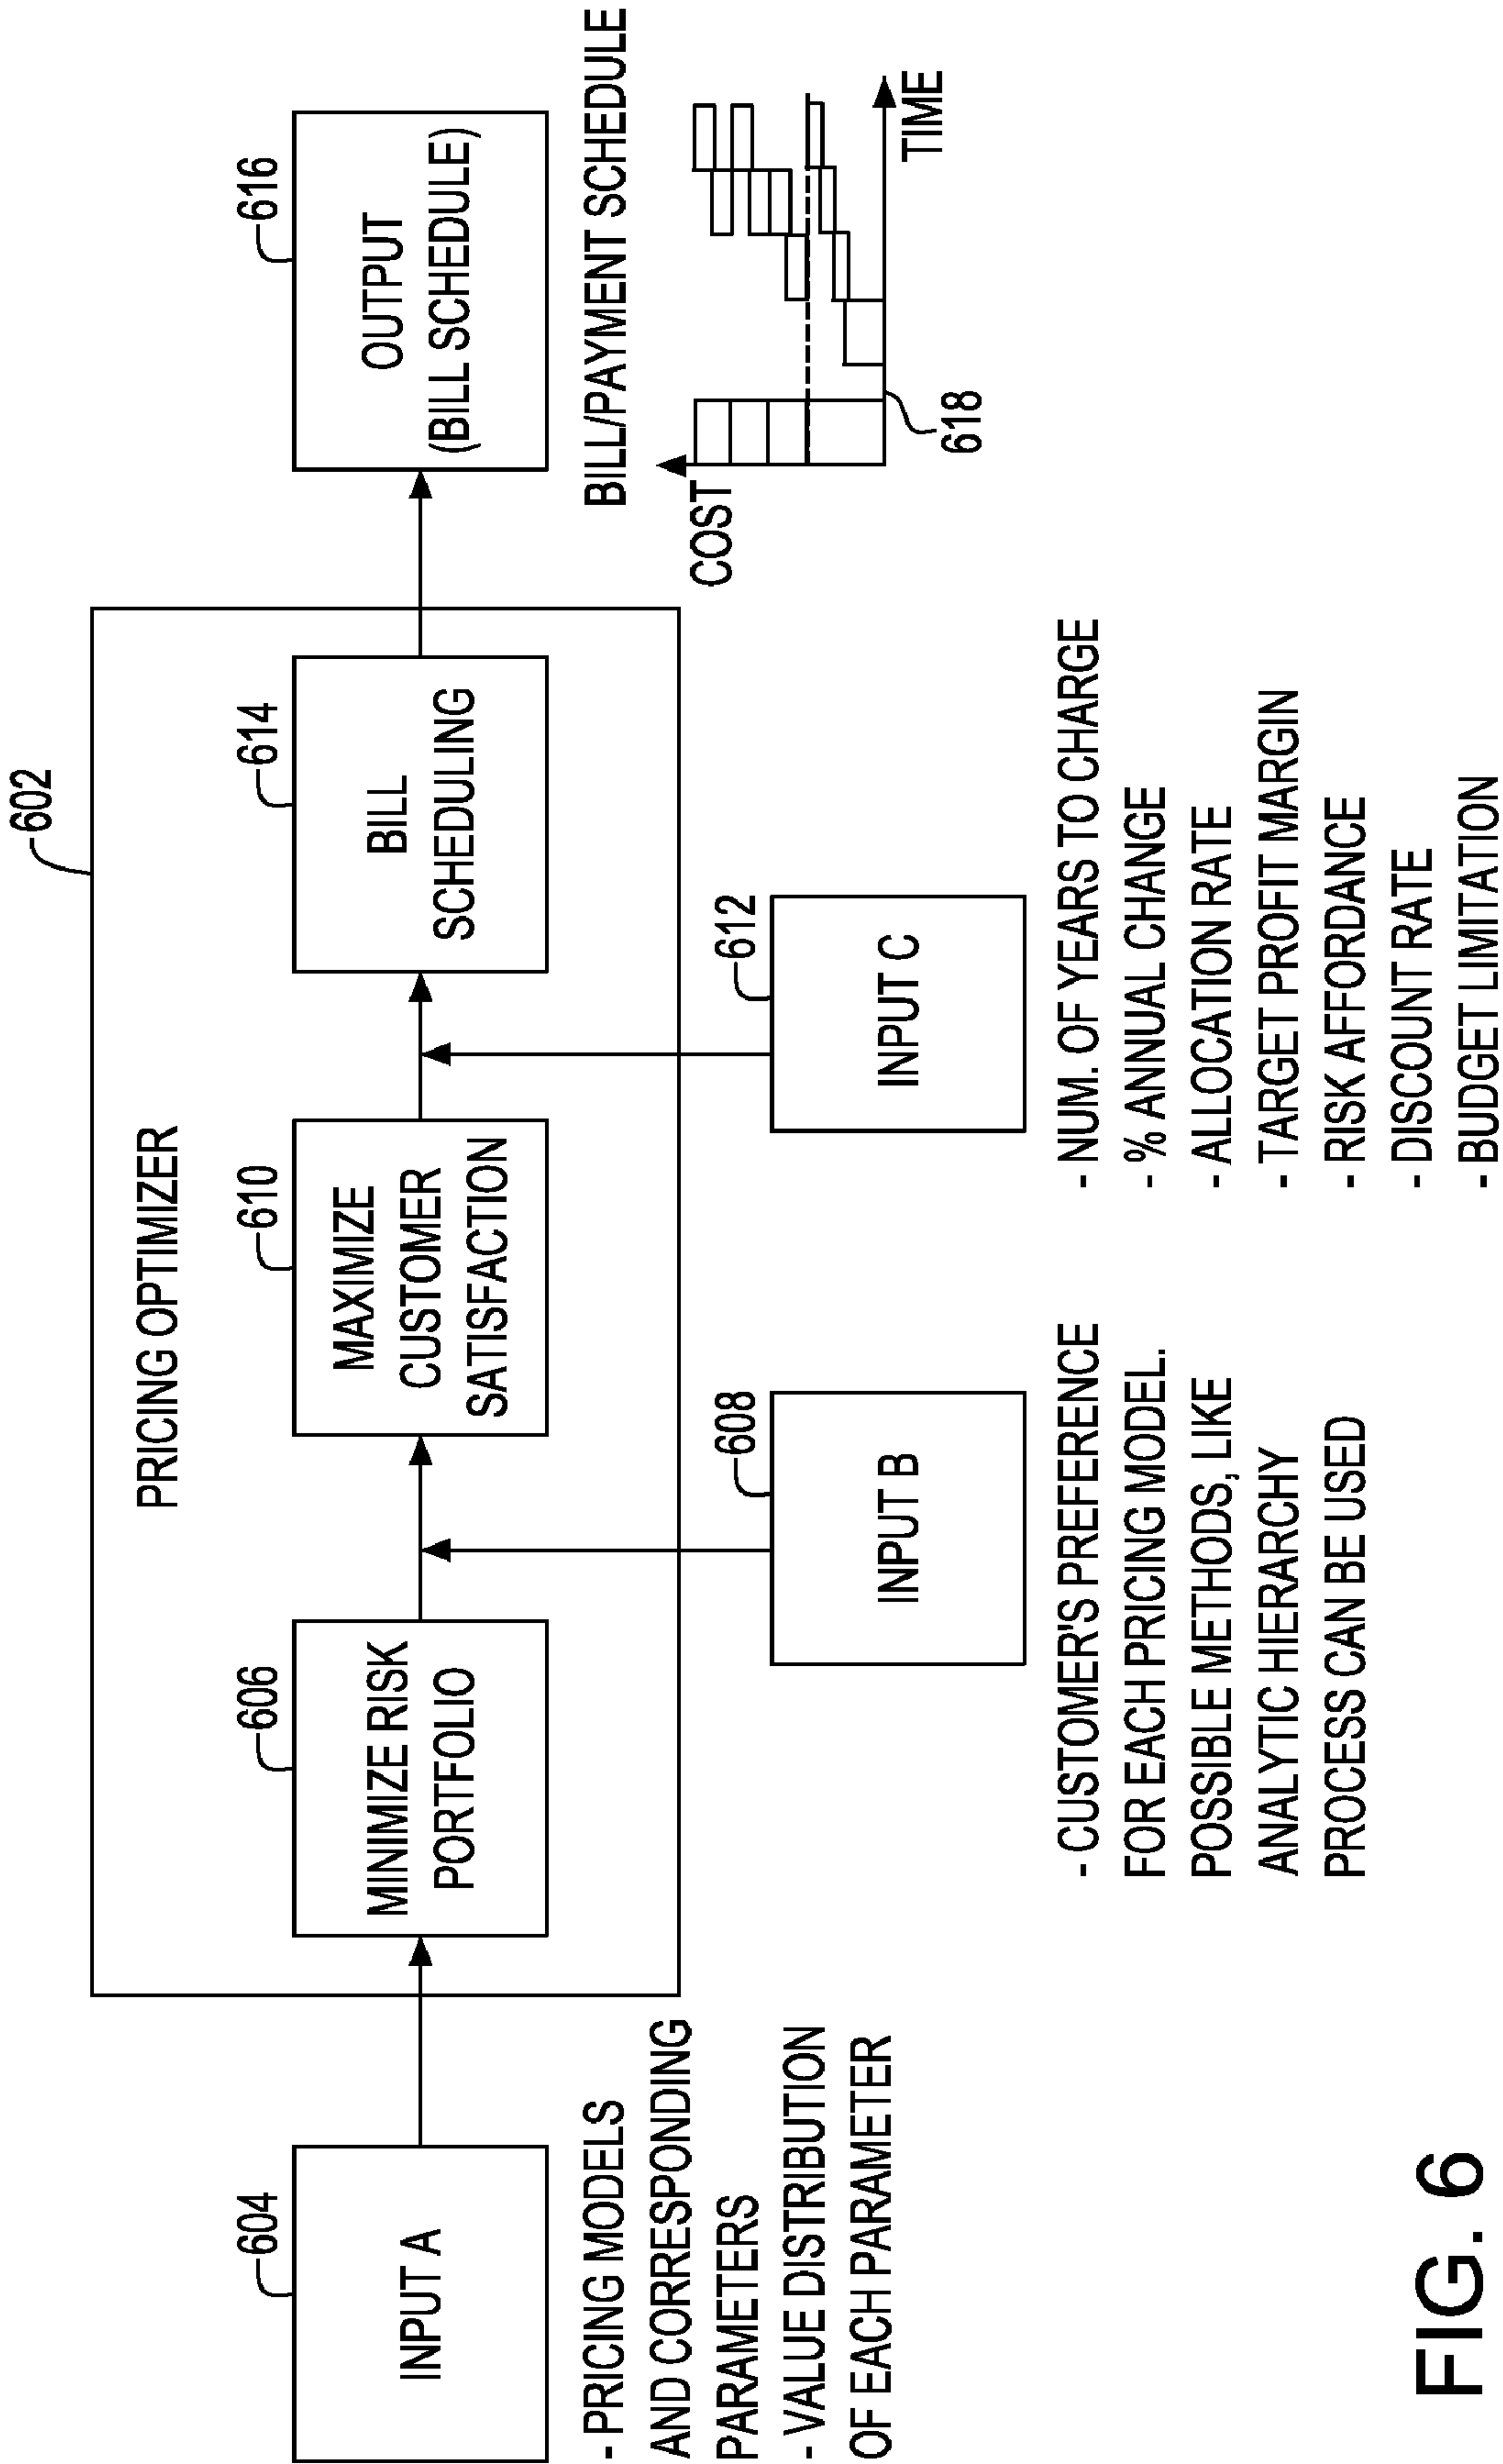 602
PRICING OPTIMIZER
604
INPUT A
- PRICING MODELS
AND CORRESPONDING
PARAMETERS
- VALUE DISTRIBUTION
OF EACH PARAMETER
606
MINIMIZE RISK
PORTFOLIO
608
INPUT B
- CUSTOMER'S PREFERENCE
FOR EACH PRICING MODEL.
POSSIBLE METHODS, LIKE
ANALYTIC HIERARCHY
PROCESS CAN BE USED
610
MAXIMIZE
CUSTOMER
SATISFACTION
612
INPUT C
- NUM. OF YEARS TO CHARGE
- % ANNUAL CHANGE
- ALLOCATION RATE
- TARGET PROFIT MARGIN
- RISK AFFORDANCE
- DISCOUNT RATE
- BUDGET LIMITATION
614
BILL
SCHEDULING
616
OUTPUT
(BILL SCHEDULE)
BILL/PAYMENT SCHEDULE
COST
TIME
618
FIG. 6